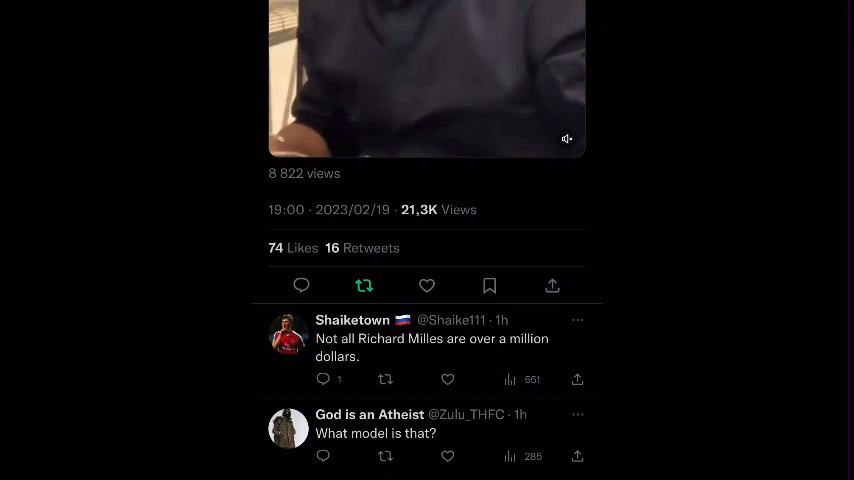 8 822 views
19:00 · 2023/02/19 · 21,3K Views
74 Likes 16 Retweets
Shaiketown 🇷🇺 @Shaike111 · 1h
Not all Richard Milles are over a million
dollars.
1 551
God is an Atheist @Zulu_THFC · 1h
What model is that?
285